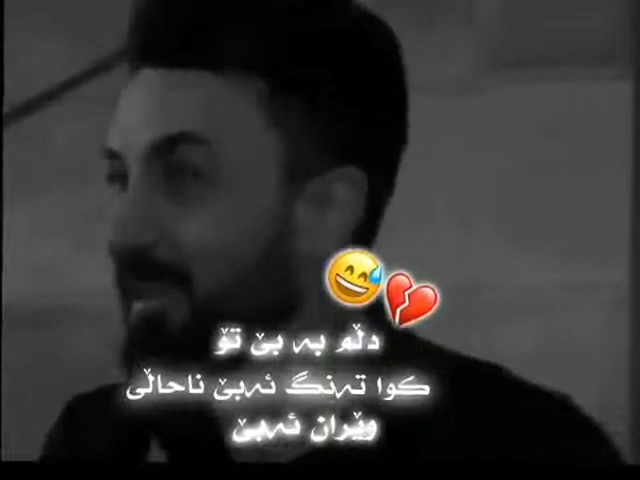 دڵم بە بێ تۆ
کوا تەنگ ئەبێ ناحاڵی
وێران ئەبێ